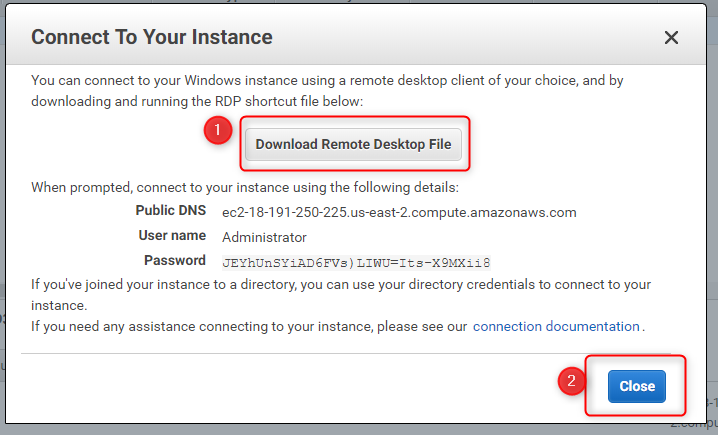 Connect To Your Instance
You can connect to your Windows instance using a remote desktop client of your choice, and by
downloading and running the RDP shortcut file below:
1
Download Remote Desktop File
When prompted, connect to your instance using the following details:
Public DNS ec2-18-191-250-225.us-east-2.compute.amazonaws.com
User name Administrator
Password JEYhUnSYiAD6FVs)LIWU=Its-X9MXii8
If you've joined your instance to a directory, you can use your directory credentials to connect to your
instance.
If you need any assistance connecting to your instance, please see our connection documentation.
2
Close